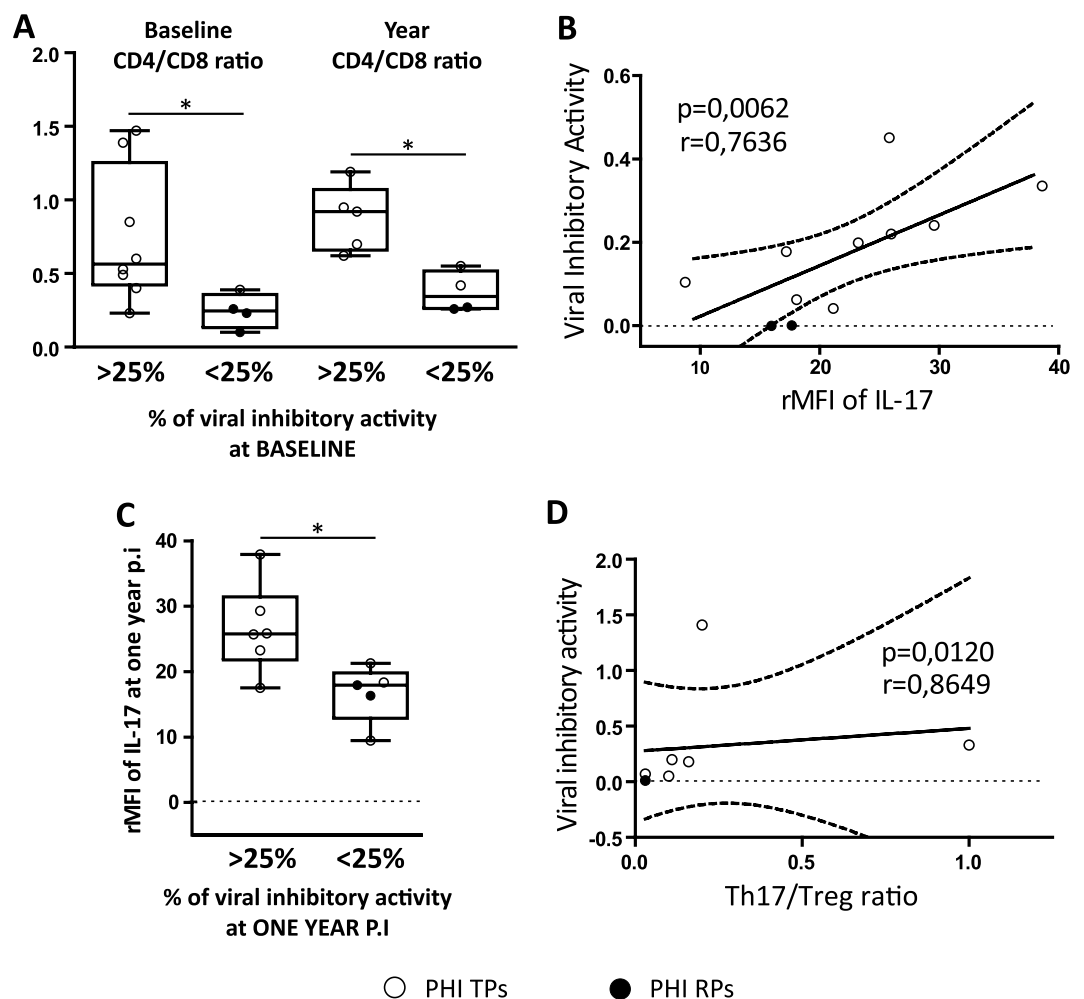 A
Baseline
CD4/CD8 ratio
Year
CD4/CD8 ratio
2.0
1.5
1.0
0.5
0.0
*
*
>25%
<25%
>25%
<25%
% of viral inhibitory activity
at BASELINE
B
Viral Inhibitory Activity
0.6
0.4
0.2
0.0
p=0,0062
r=0,7636
10
20
30
40
rMFI of IL-17
C
rMFI of IL-17 at one year p.i
40
30
20
10
0
*
>25%
<25%
% of viral inhibitory activity
at ONE YEAR P.I
D
Viral inhibitory activity
2.0
1.5
1.0
0.5
0.0
-0.5
p=0,0120
r=0,8649
0.0
0.5
1.0
Th17/Treg ratio
PHI TPs
PHI RPs